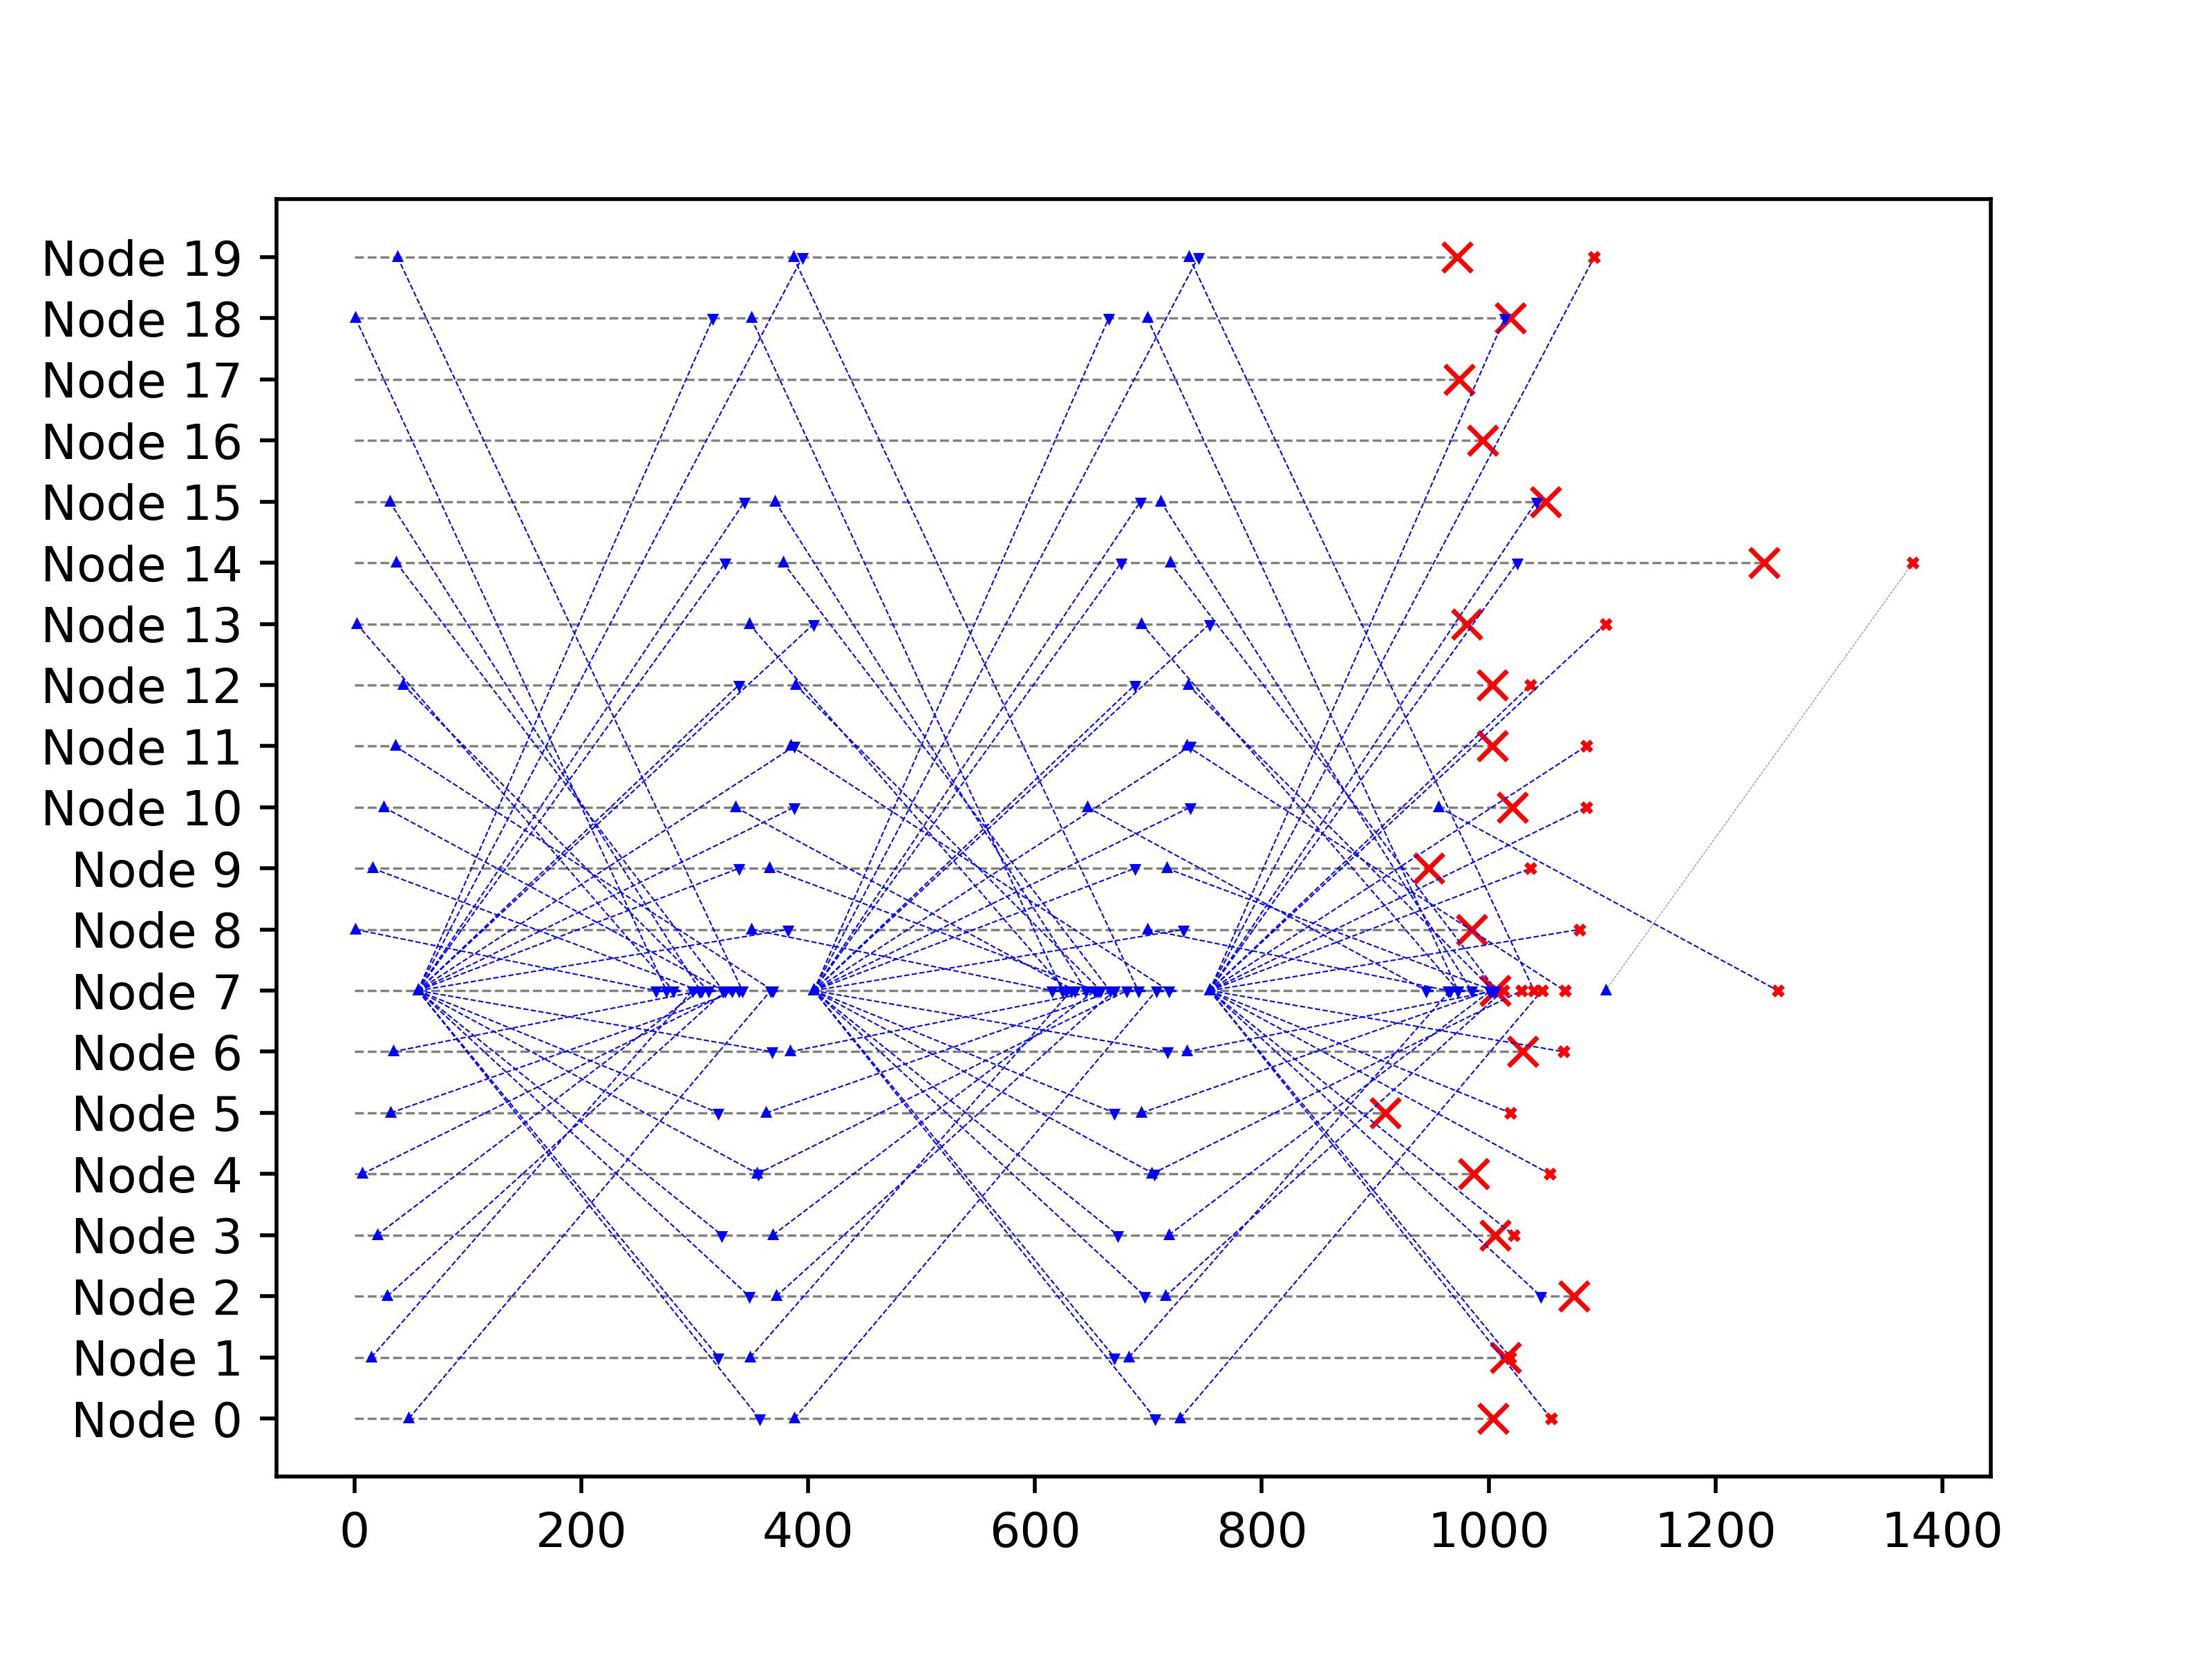 Node 19
Node 18
Node 17
Node 16
Node 15
Node 14
Node 13
Node 12
Node 11
Node 10
Node 9
Node 8
Node 7
Node 6
Node 5
Node 4
Node 3
Node 2
Node 1
Node 0
0 200 400 600 800 1000 1200 1400